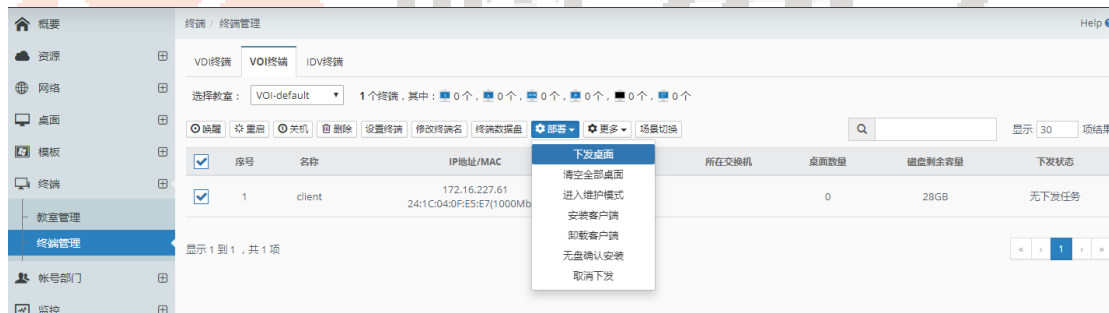 概要
终端 / 终端管理
Help
资源
VDI终端 VOI终端 IDV终端
网络
选择教室： VOI-default 1 个终端，其中： 0 个， 0 个， 0 个， 0 个， 0 个， 0 个
桌面
唤醒 重启 关机 删除 设置终端 修改终端名 终端数据盘 部署 更多 场景切换
显示 30 项结果
模板
序号 名称 IP地址/MAC 下发桌面 所在交换机 桌面数量 磁盘剩余容量 下发状态
清空全部桌面
终端
1 client 172.16.227.61 进入维护模式 0 28GB 无下发任务
24:1C:04:0F:E5:E7(1000Mb
教室管理
安装客户端
卸载客户端
终端管理
显示 1 到 1 ，共 1 项
无盘确认安装
« ‹ 1 › »
取消下发
帐号部门
监控